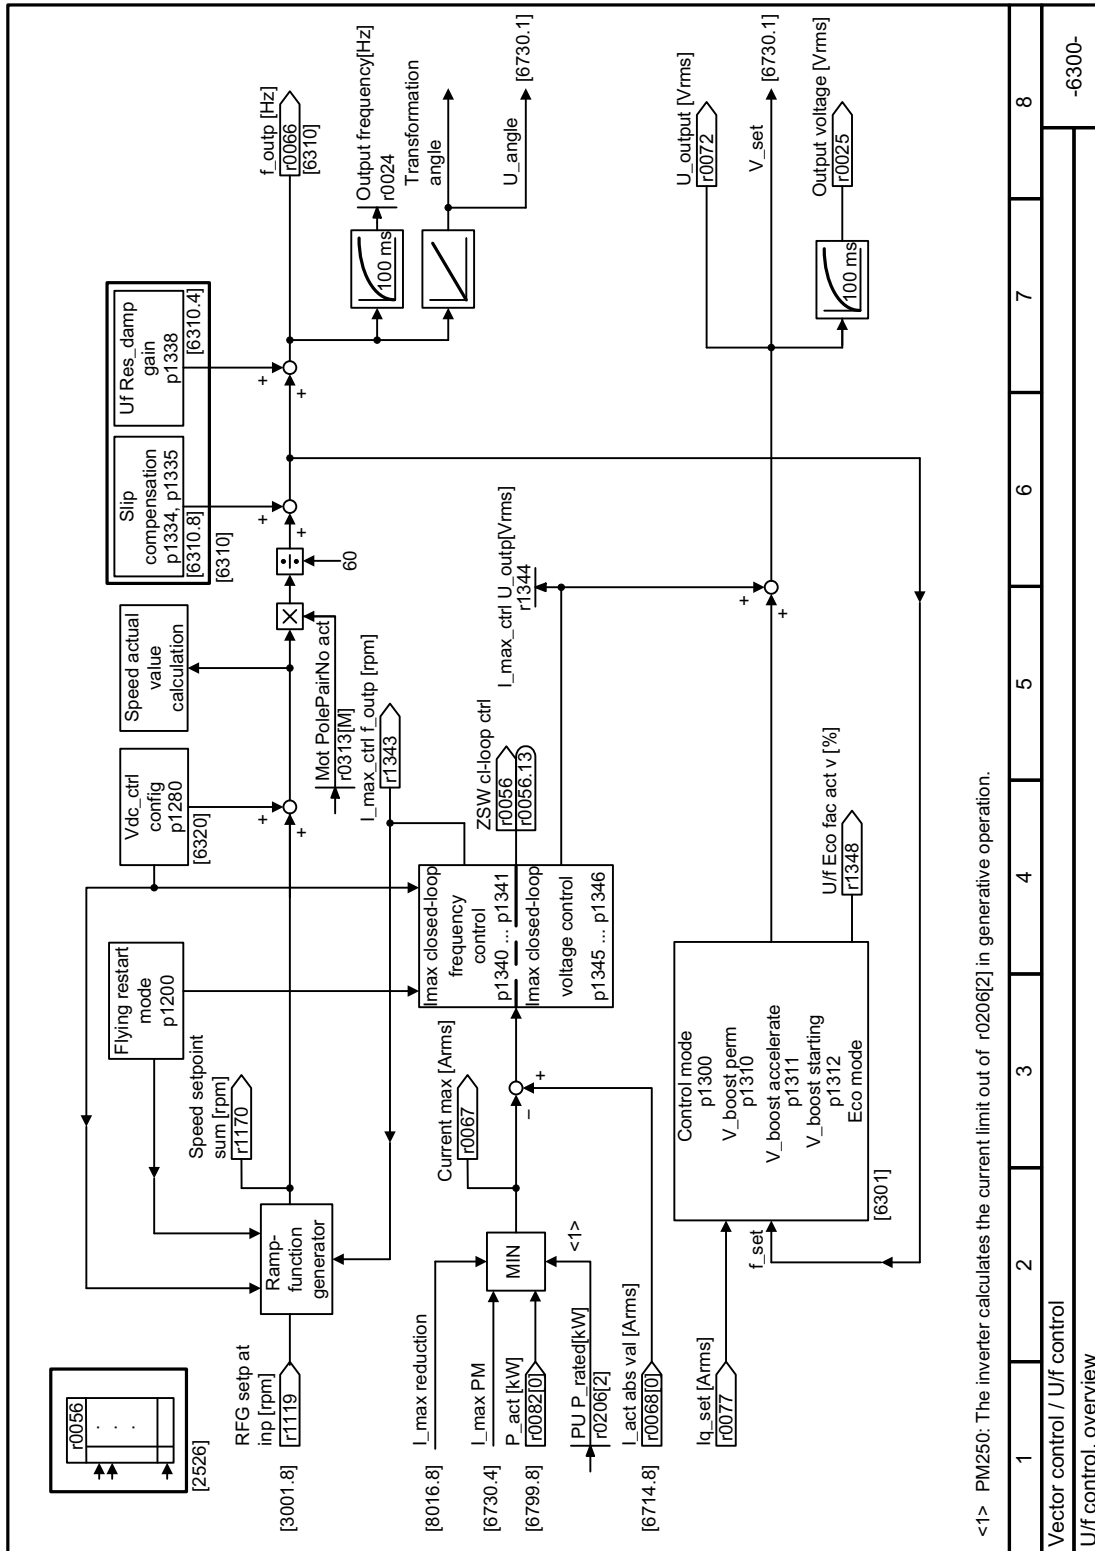 r0056
. . .
[2526]
RFG setp at
inp [rpm]
r1119
[3001.8]
Ramp-
function
generator
Speed setpoint
sum [rpm]
r1170
Flying restart
mode
p1200
Vdc_ctrl
config
p1280
[6320]
Speed actual
value
calculation
Mot PolePairNo act
r0313[M]
60
Slip
compensation
p1334, p1335
[6310.8]
[6310]
Uf Res_damp
gain
p1338
[6310.4]
f_outp [Hz]
r0066
[6310]
100 ms
Output frequency[Hz]
r0024
Transformation
angle
U_angle
[6730.1]
I_max_ctrl f_outp [rpm]
r1343
I_max reduction
[8016.8]
I_max PM
[6730.4]
P_act [kW]
r0082[0]
[6799.8]
PU P_rated[kW]
r0206[2]
<1>
I_act abs val [Arms]
r0068[0]
[6714.8]
MIN
Current max [Arms]
r0067
Imax closed-loop
frequency
control
p1340 ... p1341
Imax closed-loop
voltage control
p1345 ... p1346
ZSW cl-loop ctrl
r0056
r0056.13
I_max_ctrl U_outp[Vrms]
r1344
Iq_set [Arms]
r0077
f_set
Control mode
p1300
V_boost perm
p1310
V_boost accelerate
p1311
V_boost starting
p1312
Eco mode
[6301]
U/f Eco fac act v [%]
r1348
U_output [Vrms]
r0072
V_set
[6730.1]
Output voltage [Vrms]
r0025
100 ms
+ + + + + + + + + −
<1> PM250: The inverter calculates the current limit out of r0206[2] in generative operation.
1 2 3 4 5 6 7 8
Vector control / U/f control
U/f control, overview
-6300-